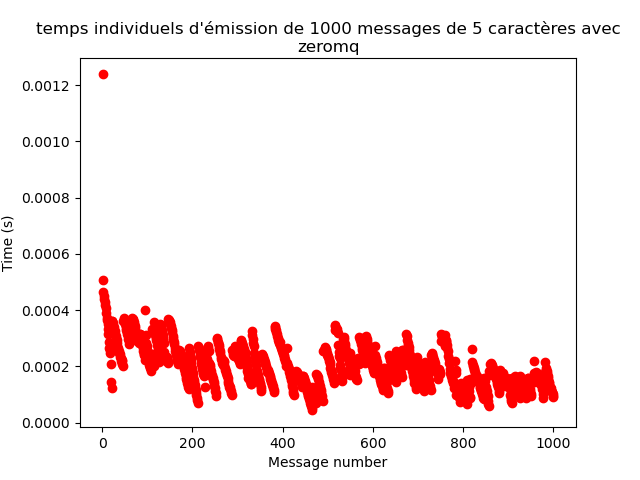 temps individuels d'émission de 1000 messages de 5 caractères avec
zeromq
0.0012
0.0010
0.0008
0.0006
0.0004
0.0002
0.0000
Time (s)
0 200 400 600 800 1000
Message number